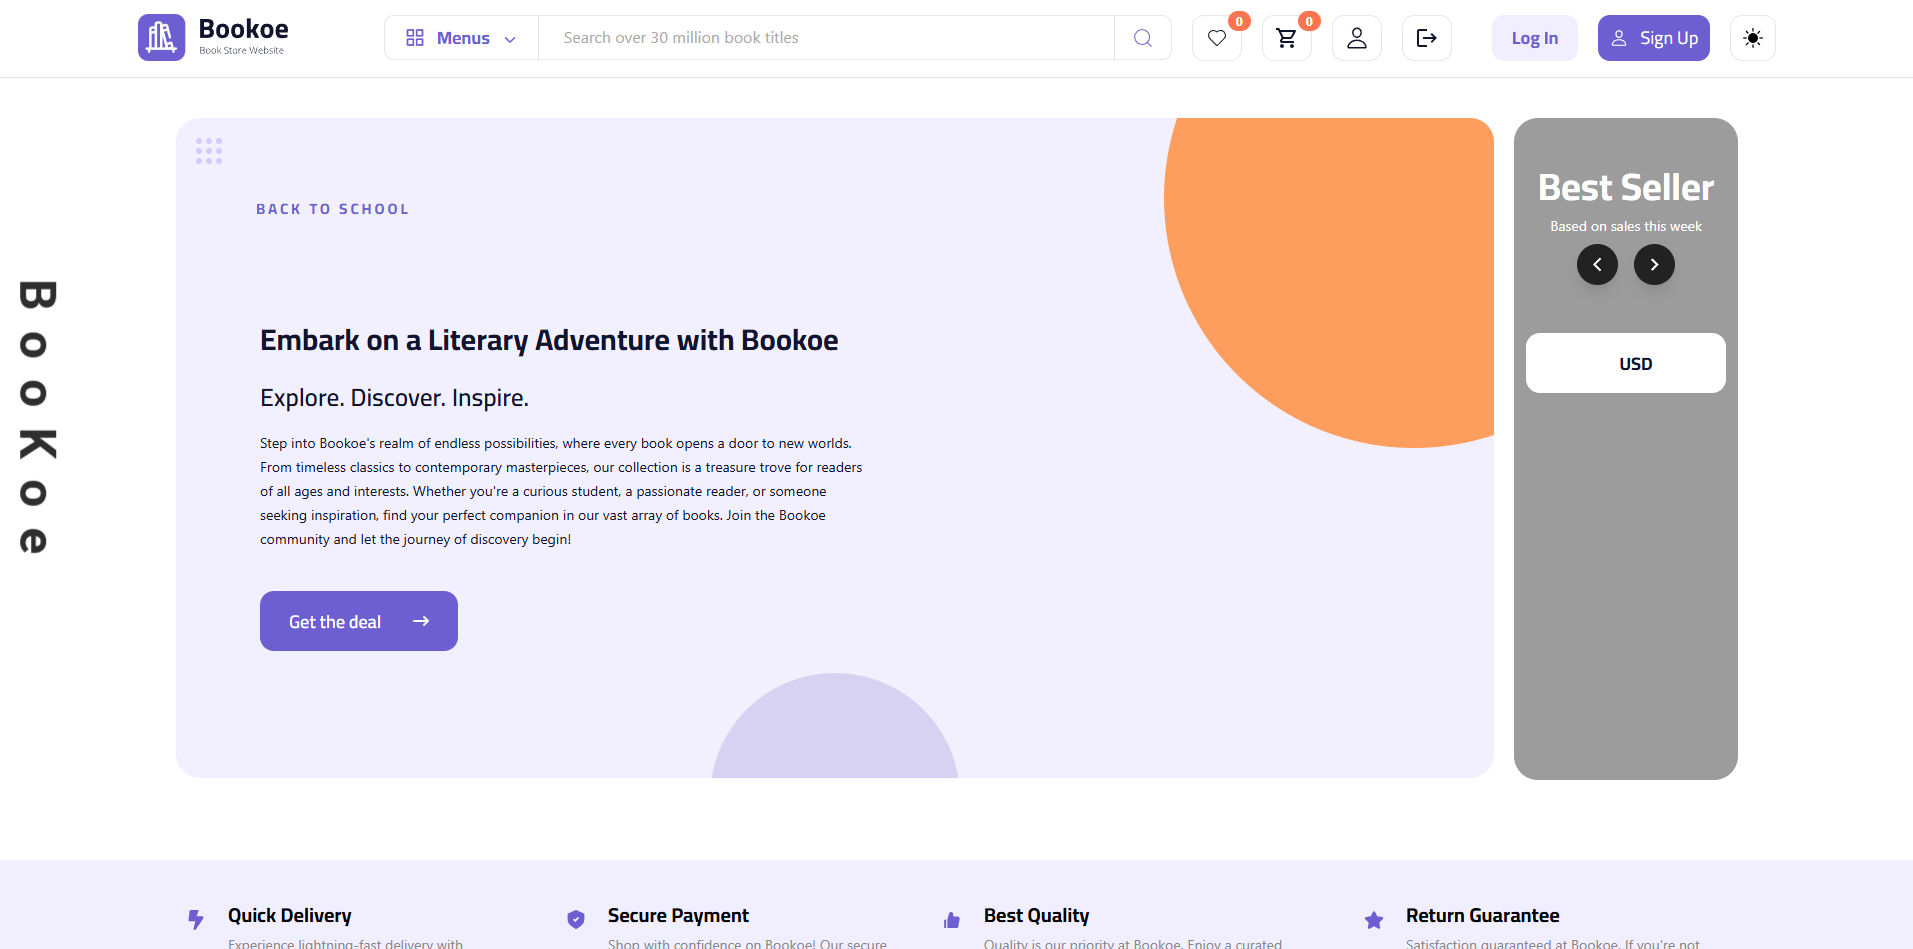 Bookoe
Book Store Website
Menus
Search over 30 million book titles
0
0
Log In
Sign Up
BACK TO SCHOOL
Embark on a Literary Adventure with Bookoe
Explore. Discover. Inspire.
Step into Bookoe's realm of endless possibilities, where every book opens a door to new worlds.
From timeless classics to contemporary masterpieces, our collection is a treasure trove for readers
of all ages and interests. Whether you're a curious student, a passionate reader, or someone
seeking inspiration, find your perfect companion in our vast array of books. Join the Bookoe
community and let the journey of discovery begin!
Get the deal
Best Seller
Based on sales this week
USD
BooKoe
Quick Delivery
Experience lightning-fast delivery with
Secure Payment
Shop with confidence on Bookoe! Our secure
Best Quality
Quality is our priority at Bookoe. Enjoy a curated
Return Guarantee
Satisfaction guaranteed at Bookoe. If you're not